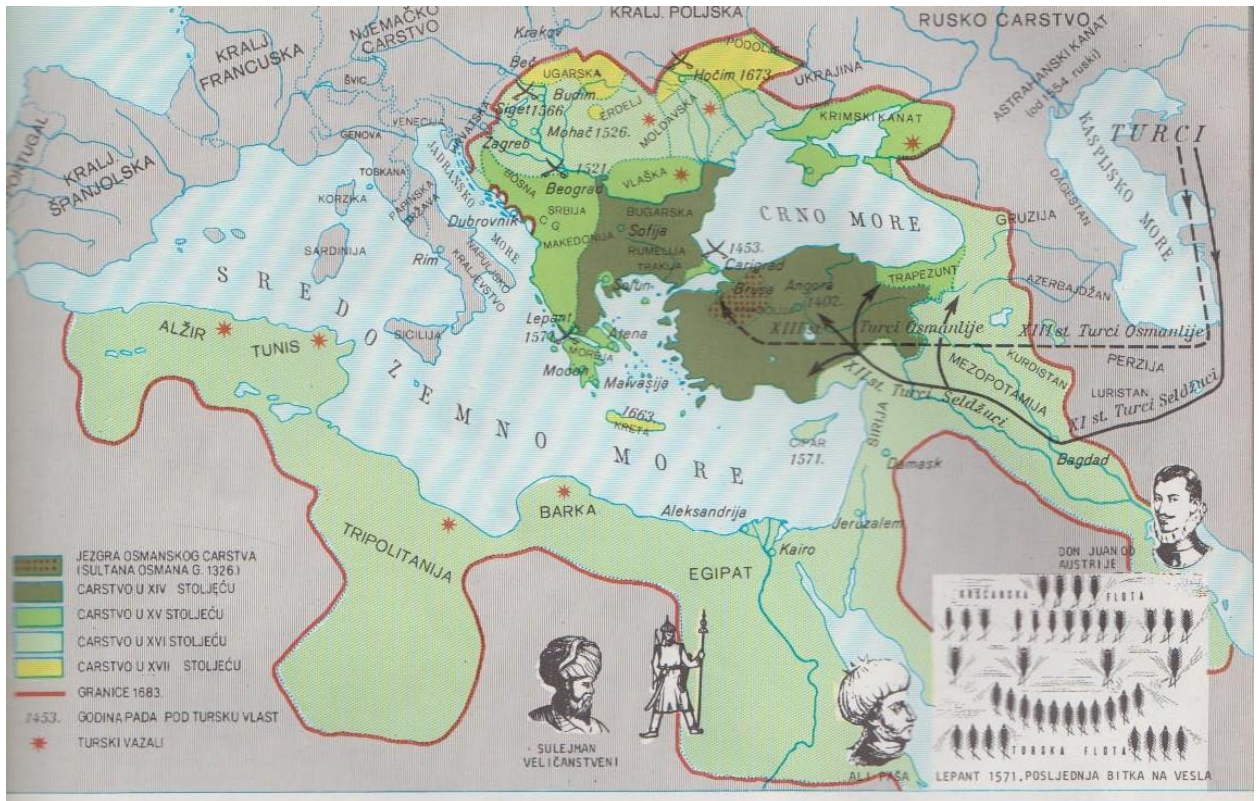 KRALJ. POLJSKA
RUSKO CARSTVO
NJEMAČKO
CARSTVO
KRALJ.
FRANCUSKA
Krakov
Beč
ŠVIC.
UGARSKA
PODOLJE
Hoćim 1673.
UKRAJINA
ASTRAHANSKI KANAT
(od 1554 ruski)
PORTUGAL
KRALJ.
ŠPANJOLSKA
GENOVA
VENECIJA
HRVATSKA
Siget 1566.
Budim
ERDELJ
MOLDAVSKA
Mohač 1526.
Zagreb
KRIMSKI KANAT
KASPIJSKO
MORE
TURCI
TOSKANA
KORZIKA
PAPINSKA
DRŽAVA
JADRANSKO
MORE
BOSNA
1521.
Beograd
VLAŠKA
DAGESTAN
SRBIJA
C
G
Dubrovnik
BUGARSKA
Sofija
CRNO MORE
GRUZIJA
SARDINIJA
Rim
NAPULJSKO
KRALJEVSTVO
MAKEDONIJA
RUMELIJA
TRAKIJA
1453.
Carigrad
TRAPEZUNT
AZERBAJDŽAN
Solun
Brusa
Angora
1402.
SREDOZEMNO MORE
SICILIJA
Lepant
1571.
Atena
MOREJA
Modon
Malvasija
XIII st. Turci Osmanlije
XIII st. Turci Osmanlije
ALŽIR
TUNIS
KURDISTAN
PERZIJA
MEZOPOTAMIJA
LURISTAN
XII st. Turci Seldžuci
XI st. Turci Seldžuci
1663.
KRETA
CIPAR
1571.
SIRIJA
Damask
Bagdad
TRIPOLITANIJA
BARKA
Aleksandrija
Jeruzalem
Kairo
EGIPAT
JEZGRA OSMANSKOG CARSTVA
(SULTANA OSMANA G. 1326.)
CARSTVO U XIV STOLJEĆU
CARSTVO U XV STOLJEĆU
CARSTVO U XVI STOLJEĆU
CARSTVO U XVII STOLJEĆU
GRANICE 1683.
1453. GODINA PADA POD TURSKU VLAST
TURSKI VAZALI
SULEJMAN
VELIČANSTVENI
ALI PAŠA
DON JUAN OD
AUSTRIJE
KRŠĆANSKA FLOTA
TURSKA FLOTA
LEPANT 1571. POSLJEDNJA BITKA NA VESLA